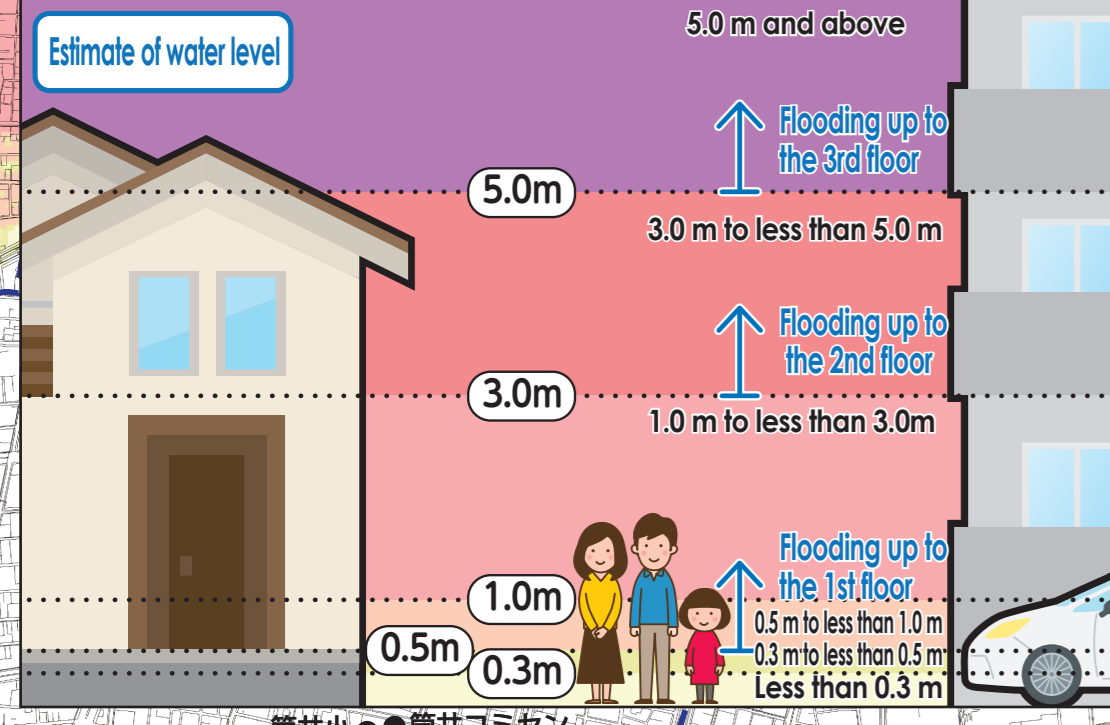 Estimate of water level
5.0 m and above
Flooding up to
the 3rd floor
5.0m
3.0 m to less than 5.0 m
Flooding up to
the 2nd floor
3.0m
1.0 m to less than 3.0m
Flooding up to
the 1st floor
1.0m
0.5 m to less than 1.0 m
0.5m
0.3 m to less than 0.5 m
0.3m
Less than 0.3 m